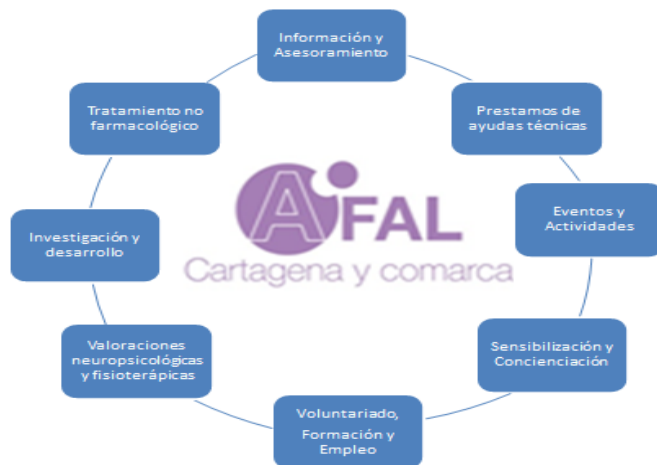 Información y
Asesoramiento
Prestamos de
ayudas técnicas
Eventos y
Actividades
Sensibilización y
Concienciación
Voluntariado,
Formación y
Empleo
Valoraciones
neuropsicológicas
y fisioterápicas
Investigación y
desarrollo
Tratamiento no
farmacológico
AFAL
Cartagena y comarca